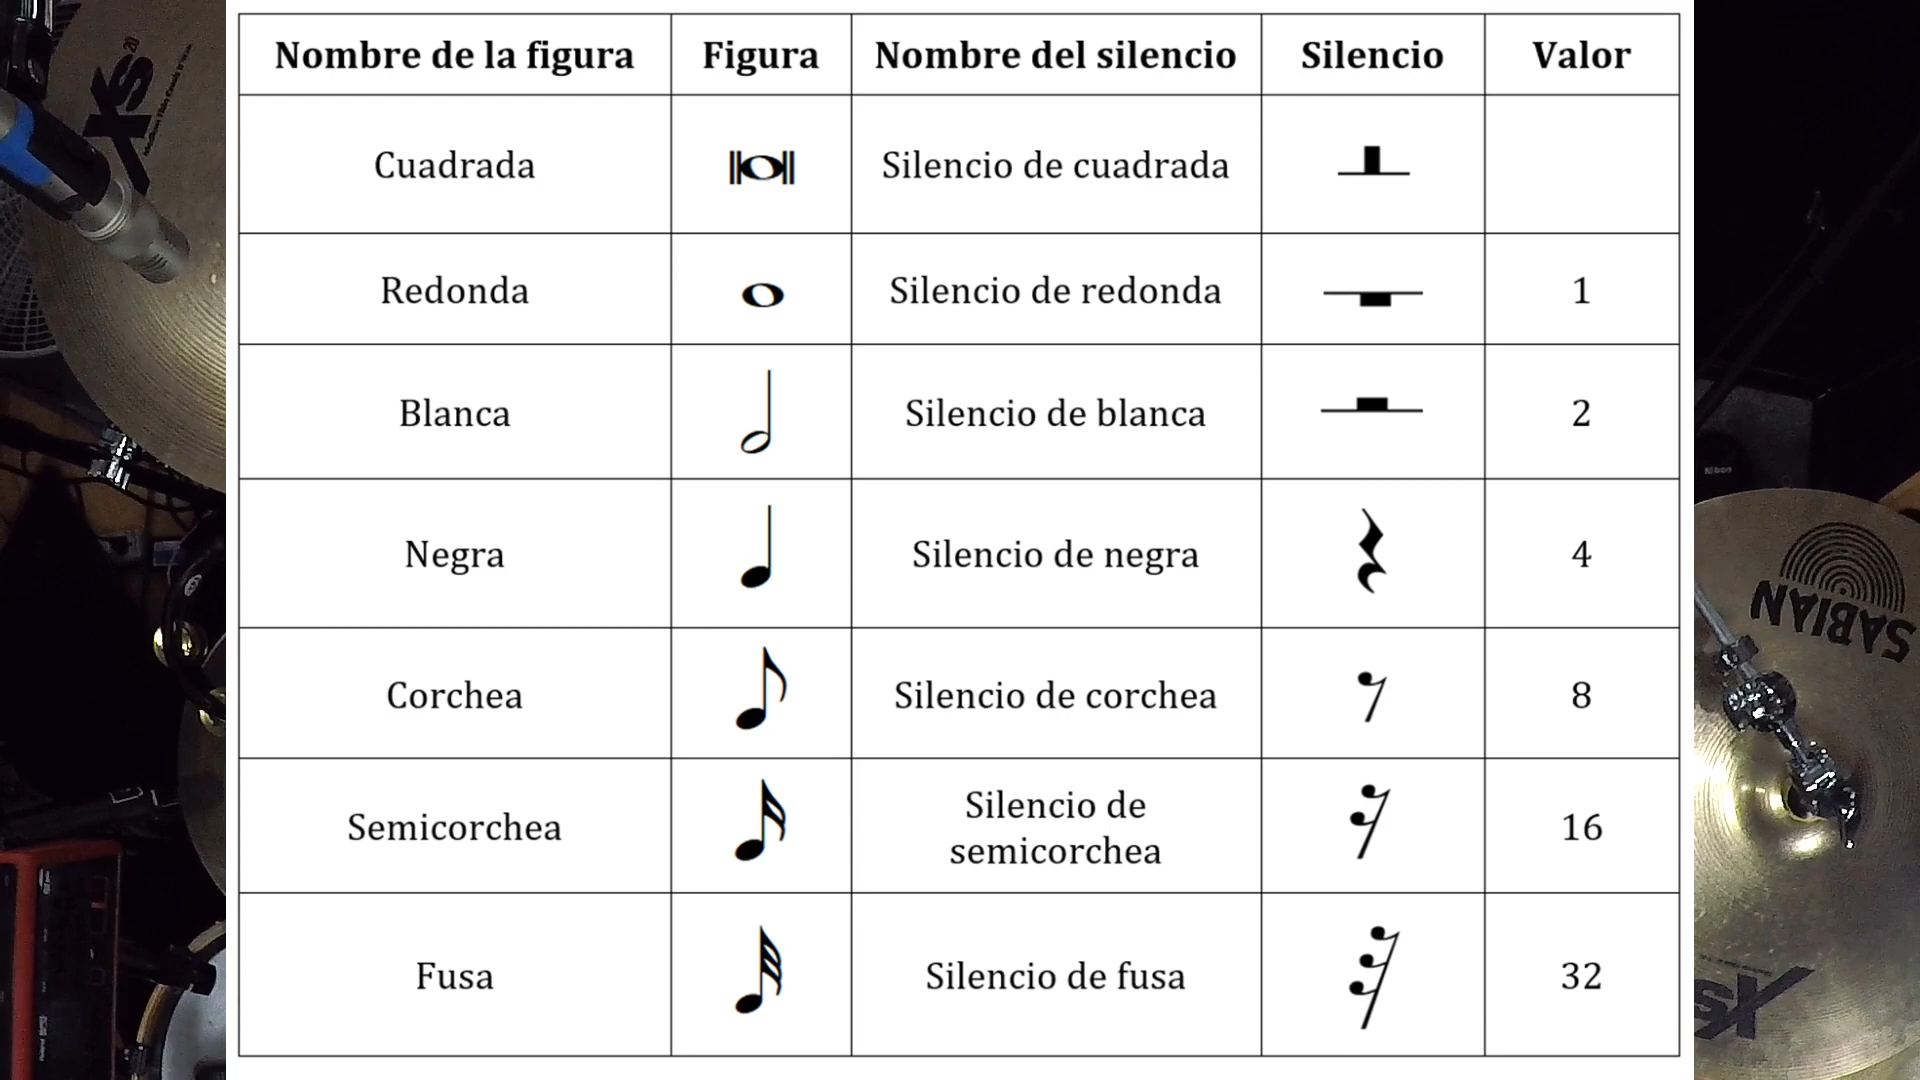 Nombre de la figura Figura Nombre del silencio Silencio Valor
Cuadrada Silencio de cuadrada
Redonda Silencio de redonda 1
Blanca Silencio de blanca 2
Negra Silencio de negra 4
Corchea Silencio de corchea 8
Semicorchea Silencio de semicorchea 16
Fusa Silencio de fusa 32
XS 20
SABIAN
XS
Nikon